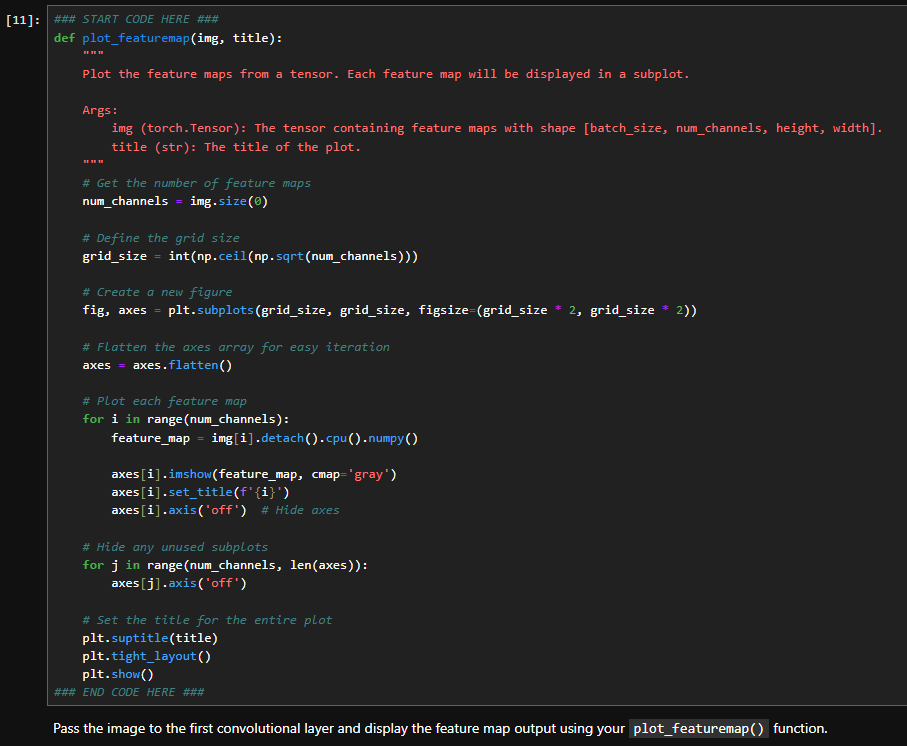 [11]: ### START CODE HERE ###
def plot_featuremap(img, title):
    """
    Plot the feature maps from a tensor. Each feature map will be displayed in a subplot.

    Args:
        img (torch.Tensor): The tensor containing feature maps with shape [batch_size, num_channels, height, width].
        title (str): The title of the plot.
    """
    # Get the number of feature maps
    num_channels = img.size(0)

    # Define the grid size
    grid_size = int(np.ceil(np.sqrt(num_channels)))

    # Create a new figure
    fig, axes = plt.subplots(grid_size, grid_size, figsize=(grid_size * 2, grid_size * 2))

    # Flatten the axes array for easy iteration
    axes = axes.flatten()

    # Plot each feature map
    for i in range(num_channels):
        feature_map = img[i].detach().cpu().numpy()

        axes[i].imshow(feature_map, cmap='gray')
        axes[i].set_title(f'{i}')
        axes[i].axis('off')  # Hide axes

    # Hide any unused subplots
    for j in range(num_channels, len(axes)):
        axes[j].axis('off')

    # Set the title for the entire plot
    plt.suptitle(title)
    plt.tight_layout()
    plt.show()
### END CODE HERE ###
Pass the image to the first convolutional layer and display the feature map output using your plot_featuremap() function.